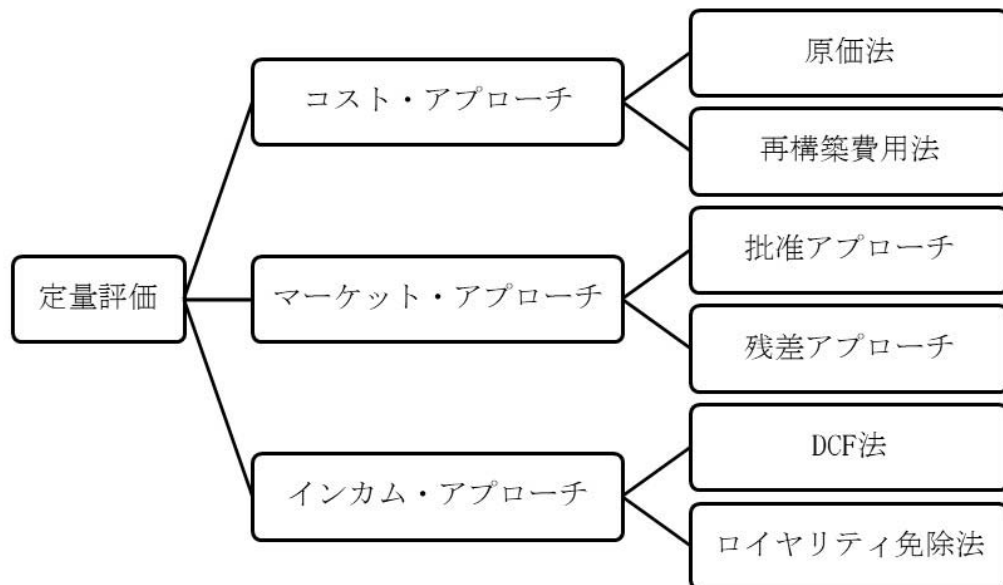 定量評価
コスト・アプローチ
原価法
再構築費用法
マーケット・アプローチ
批准アプローチ
残差アプローチ
インカム・アプローチ
DCF法
ロイヤリティ免除法